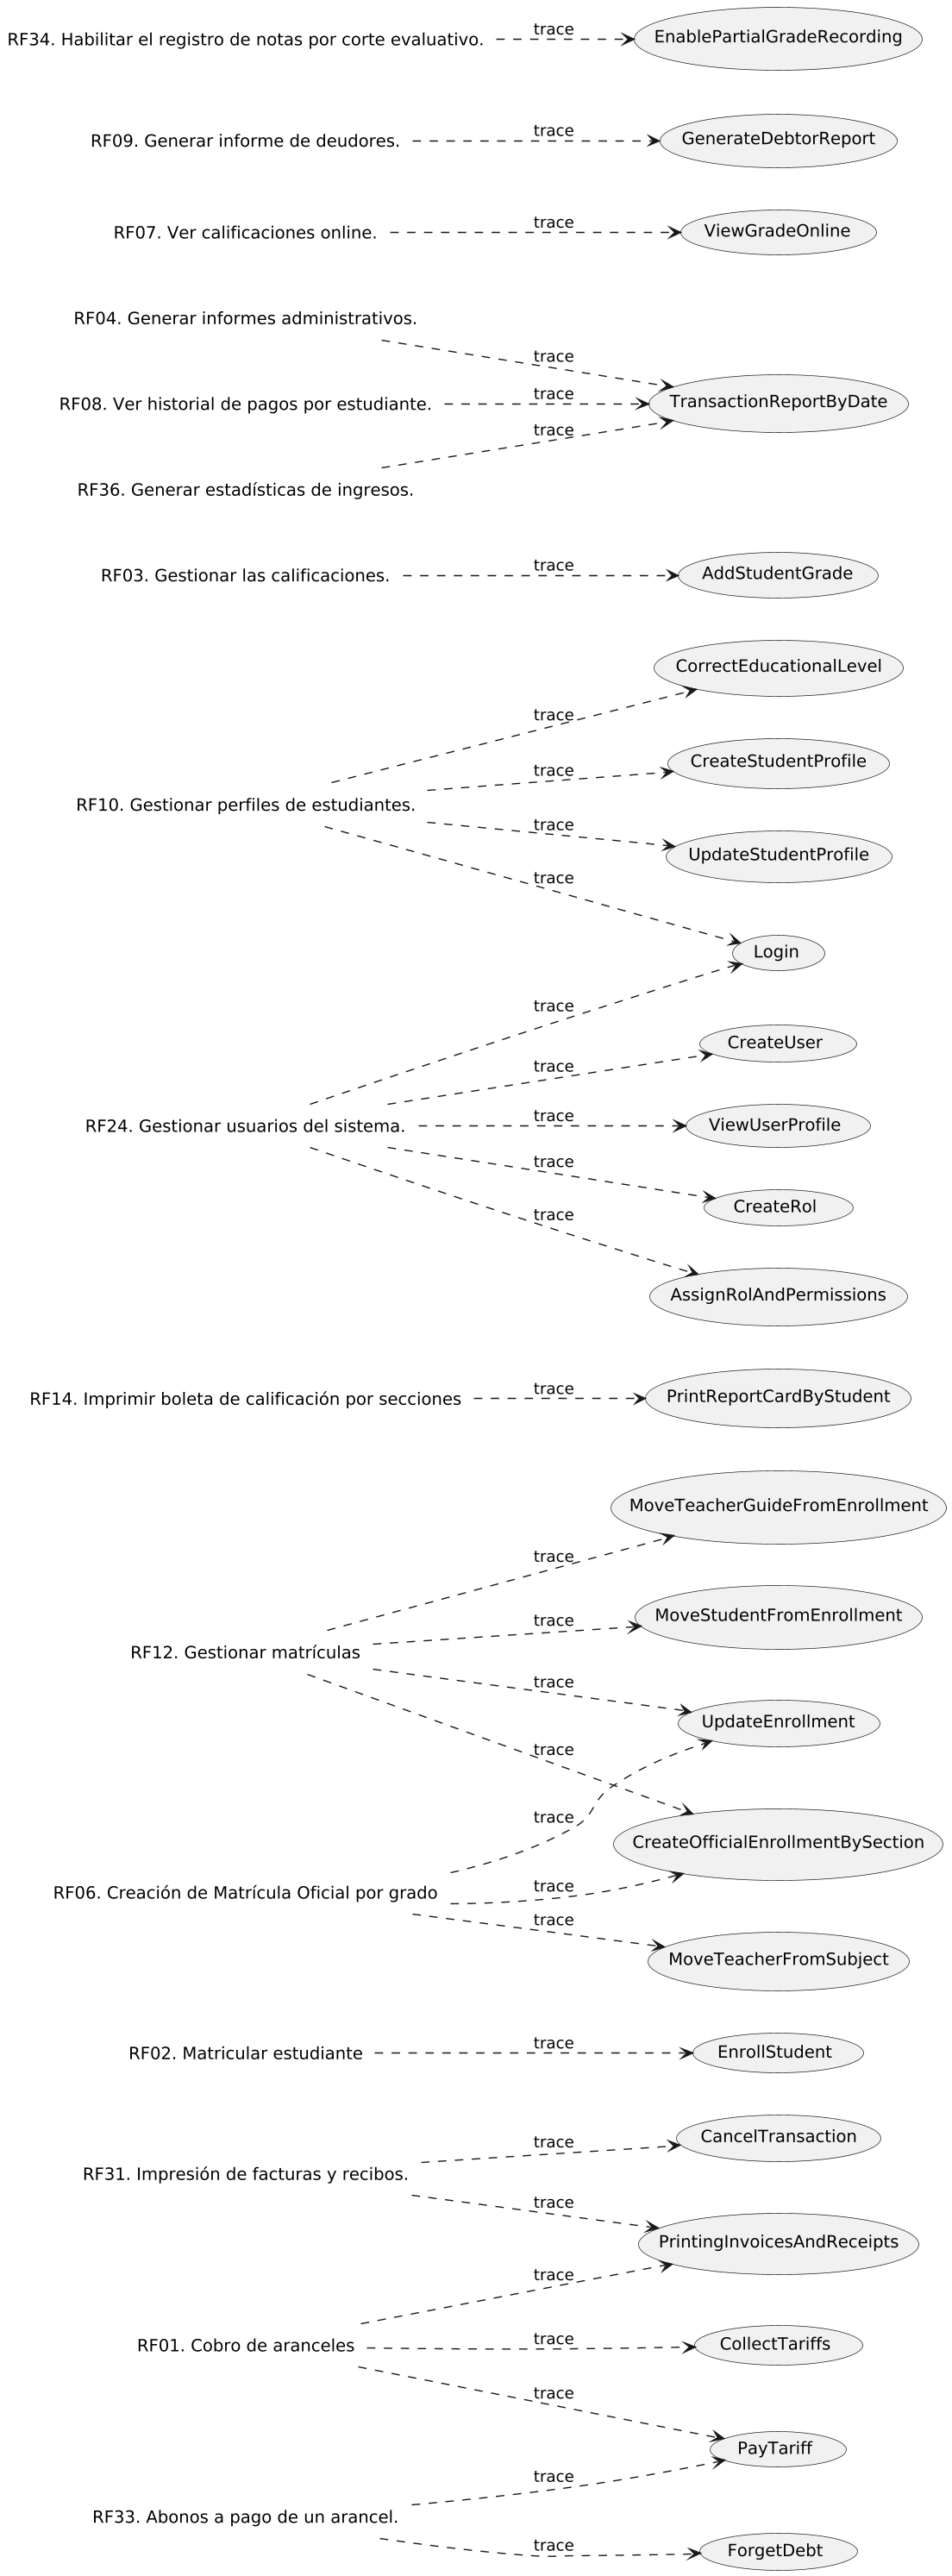 RF34. Habilitar el registro de notas por corte evaluativo.
trace
EnablePartialGradeRecording
RF09. Generar informe de deudores.
trace
GenerateDebtorReport
RF07. Ver calificaciones online.
trace
ViewGradeOnline
RF04. Generar informes administrativos.
trace
RF08. Ver historial de pagos por estudiante.
trace
TransactionReportByDate
trace
RF36. Generar estadísticas de ingresos.
RF03. Gestionar las calificaciones.
trace
AddStudentGrade
CorrectEducationalLevel
trace
CreateStudentProfile
trace
RF10. Gestionar perfiles de estudiantes.
trace
UpdateStudentProfile
trace
Login
trace
CreateUser
trace
RF24. Gestionar usuarios del sistema.
trace
ViewUserProfile
trace
CreateRol
trace
AssignRolAndPermissions
RF14. Imprimir boleta de calificación por secciones
trace
PrintReportCardByStudent
MoveTeacherGuideFromEnrollment
trace
MoveStudentFromEnrollment
trace
RF12. Gestionar matrículas
trace
UpdateEnrollment
trace
trace
CreateOfficialEnrollmentBySection
RF06. Creación de Matrícula Oficial por grado
trace
trace
MoveTeacherFromSubject
RF02. Matricular estudiante
trace
EnrollStudent
CancelTransaction
trace
RF31. Impresión de facturas y recibos.
trace
PrintingInvoicesAndReceipts
trace
RF01. Cobro de aranceles
trace
CollectTariffs
trace
PayTariff
trace
RF33. Abonos a pago de un arancel.
trace
ForgetDebt